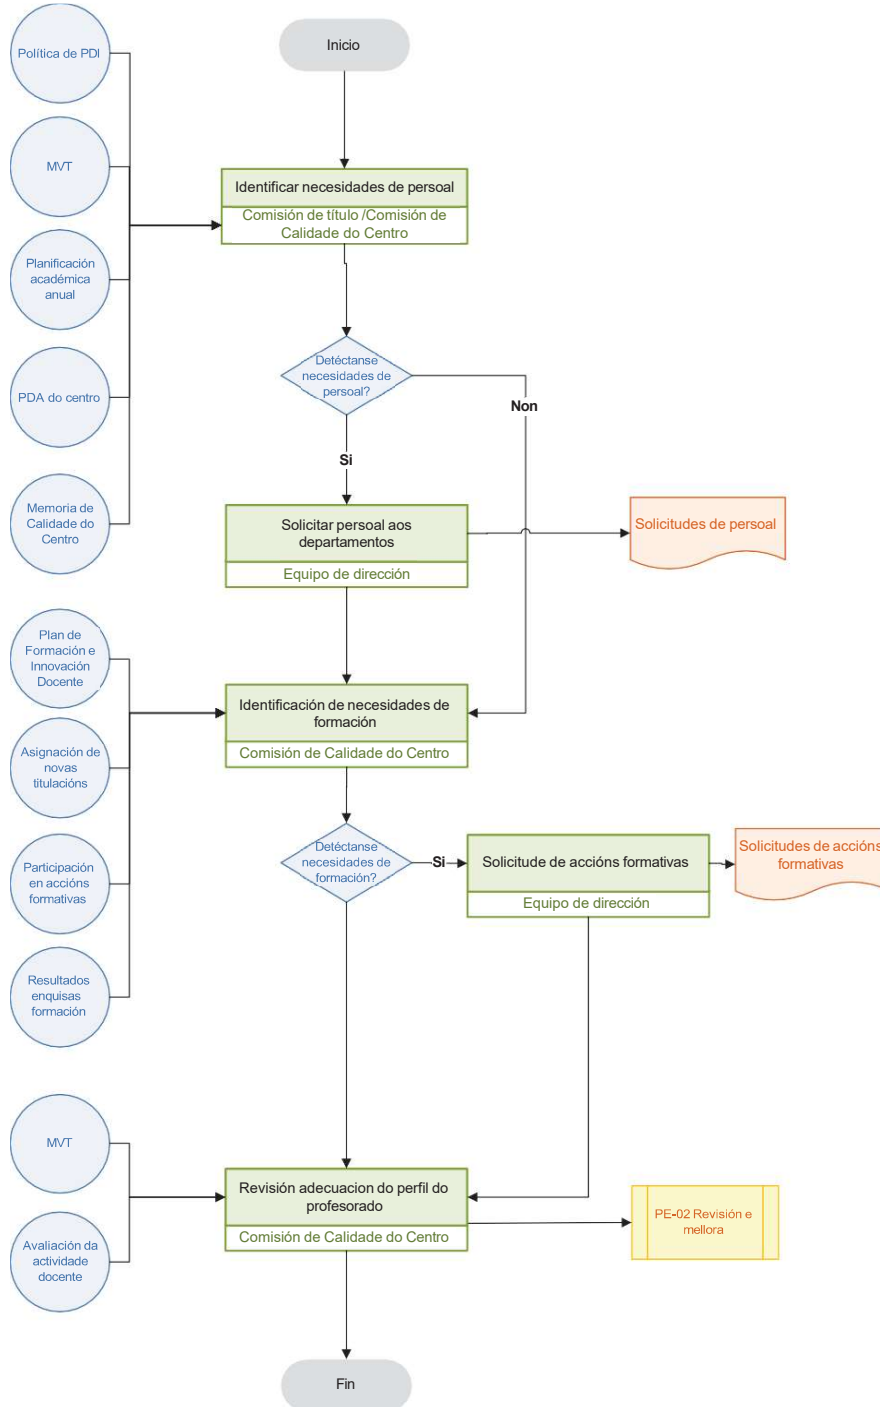 Política de PDI
Inicio
MVT
Identificar necesidades de persoal
Comisión de título /Comisión de
Calidade do Centro
Planificación
académica
anual
PDA do centro
Detéctanse
necesidades de
persoal?
Non
Si
Memoria de
Calidade do
Centro
Solicitar persoal aos
departamentos
Equipo de dirección
Solicitudes de persoal
Plan de
Formación e
Innovación
Docente
Identificación de necesidades de
formación
Comisión de Calidade do Centro
Asignación de
novas
titulacións
Participación
en accións
formativas
Detéctanse
necesidades de
formación?
Si
Solicitude de accións formativas
Equipo de dirección
Solicitudes de accións
formativas
Resultados
enquisas
formación
MVT
Revisión adecuacion do perfil do
profesorado
Comisión de Calidade do Centro
PE-02 Revisión e
mellora
Avaliación da
actividade
docente
Fin